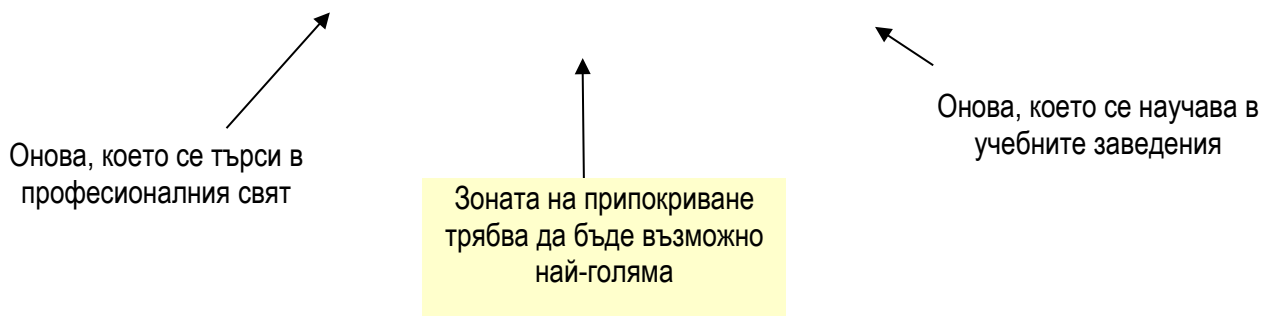 Онова, което се търси в
професионалния свят
Зоната на припокриване
трябва да бъде възможно
най-голяма
Онова, което се научава в
учебните заведения